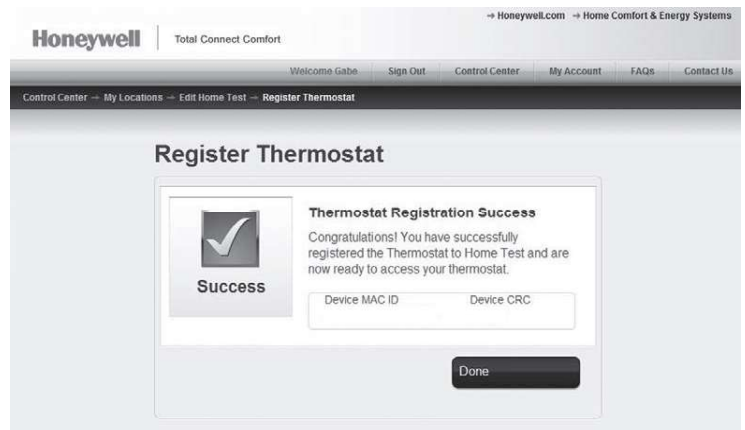 → Honeywell.com → Home Comfort & Energy Systems
Honeywell Total Connect Comfort
Welcome Gabe Sign Out Control Center My Account FAQs Contact Us
Control Center → My Locations → Edit Home Test → Register Thermostat
Register Thermostat
Thermostat Registration Success
Congratulations! You have successfully
registered the Thermostat to Home Test and are
now ready to access your thermostat.
Success
Device MAC ID Device CRC
Done